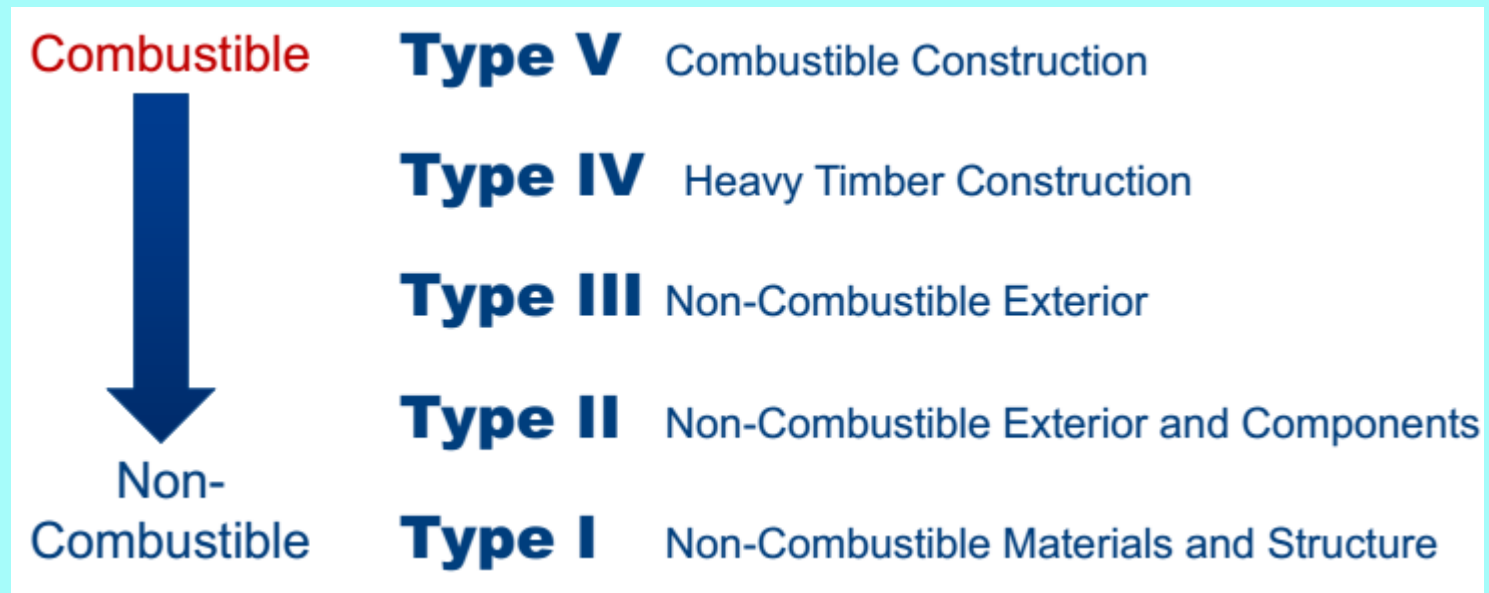 Combustible
Type V Combustible Construction
Type IV Heavy Timber Construction
Type III Non-Combustible Exterior
Type II Non-Combustible Exterior and Components
Non-
Combustible
Type I Non-Combustible Materials and Structure